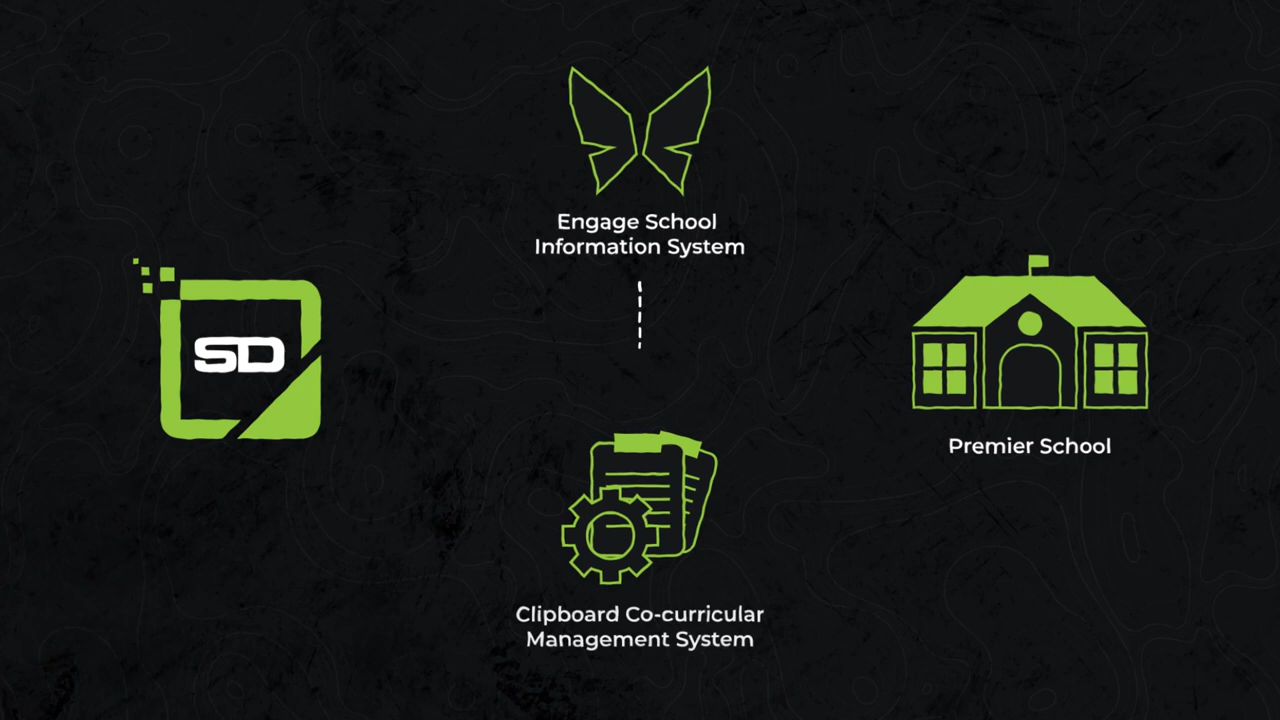 Engage School
Information System
SD
Premier School
Clipboard Co-curricular
Management System